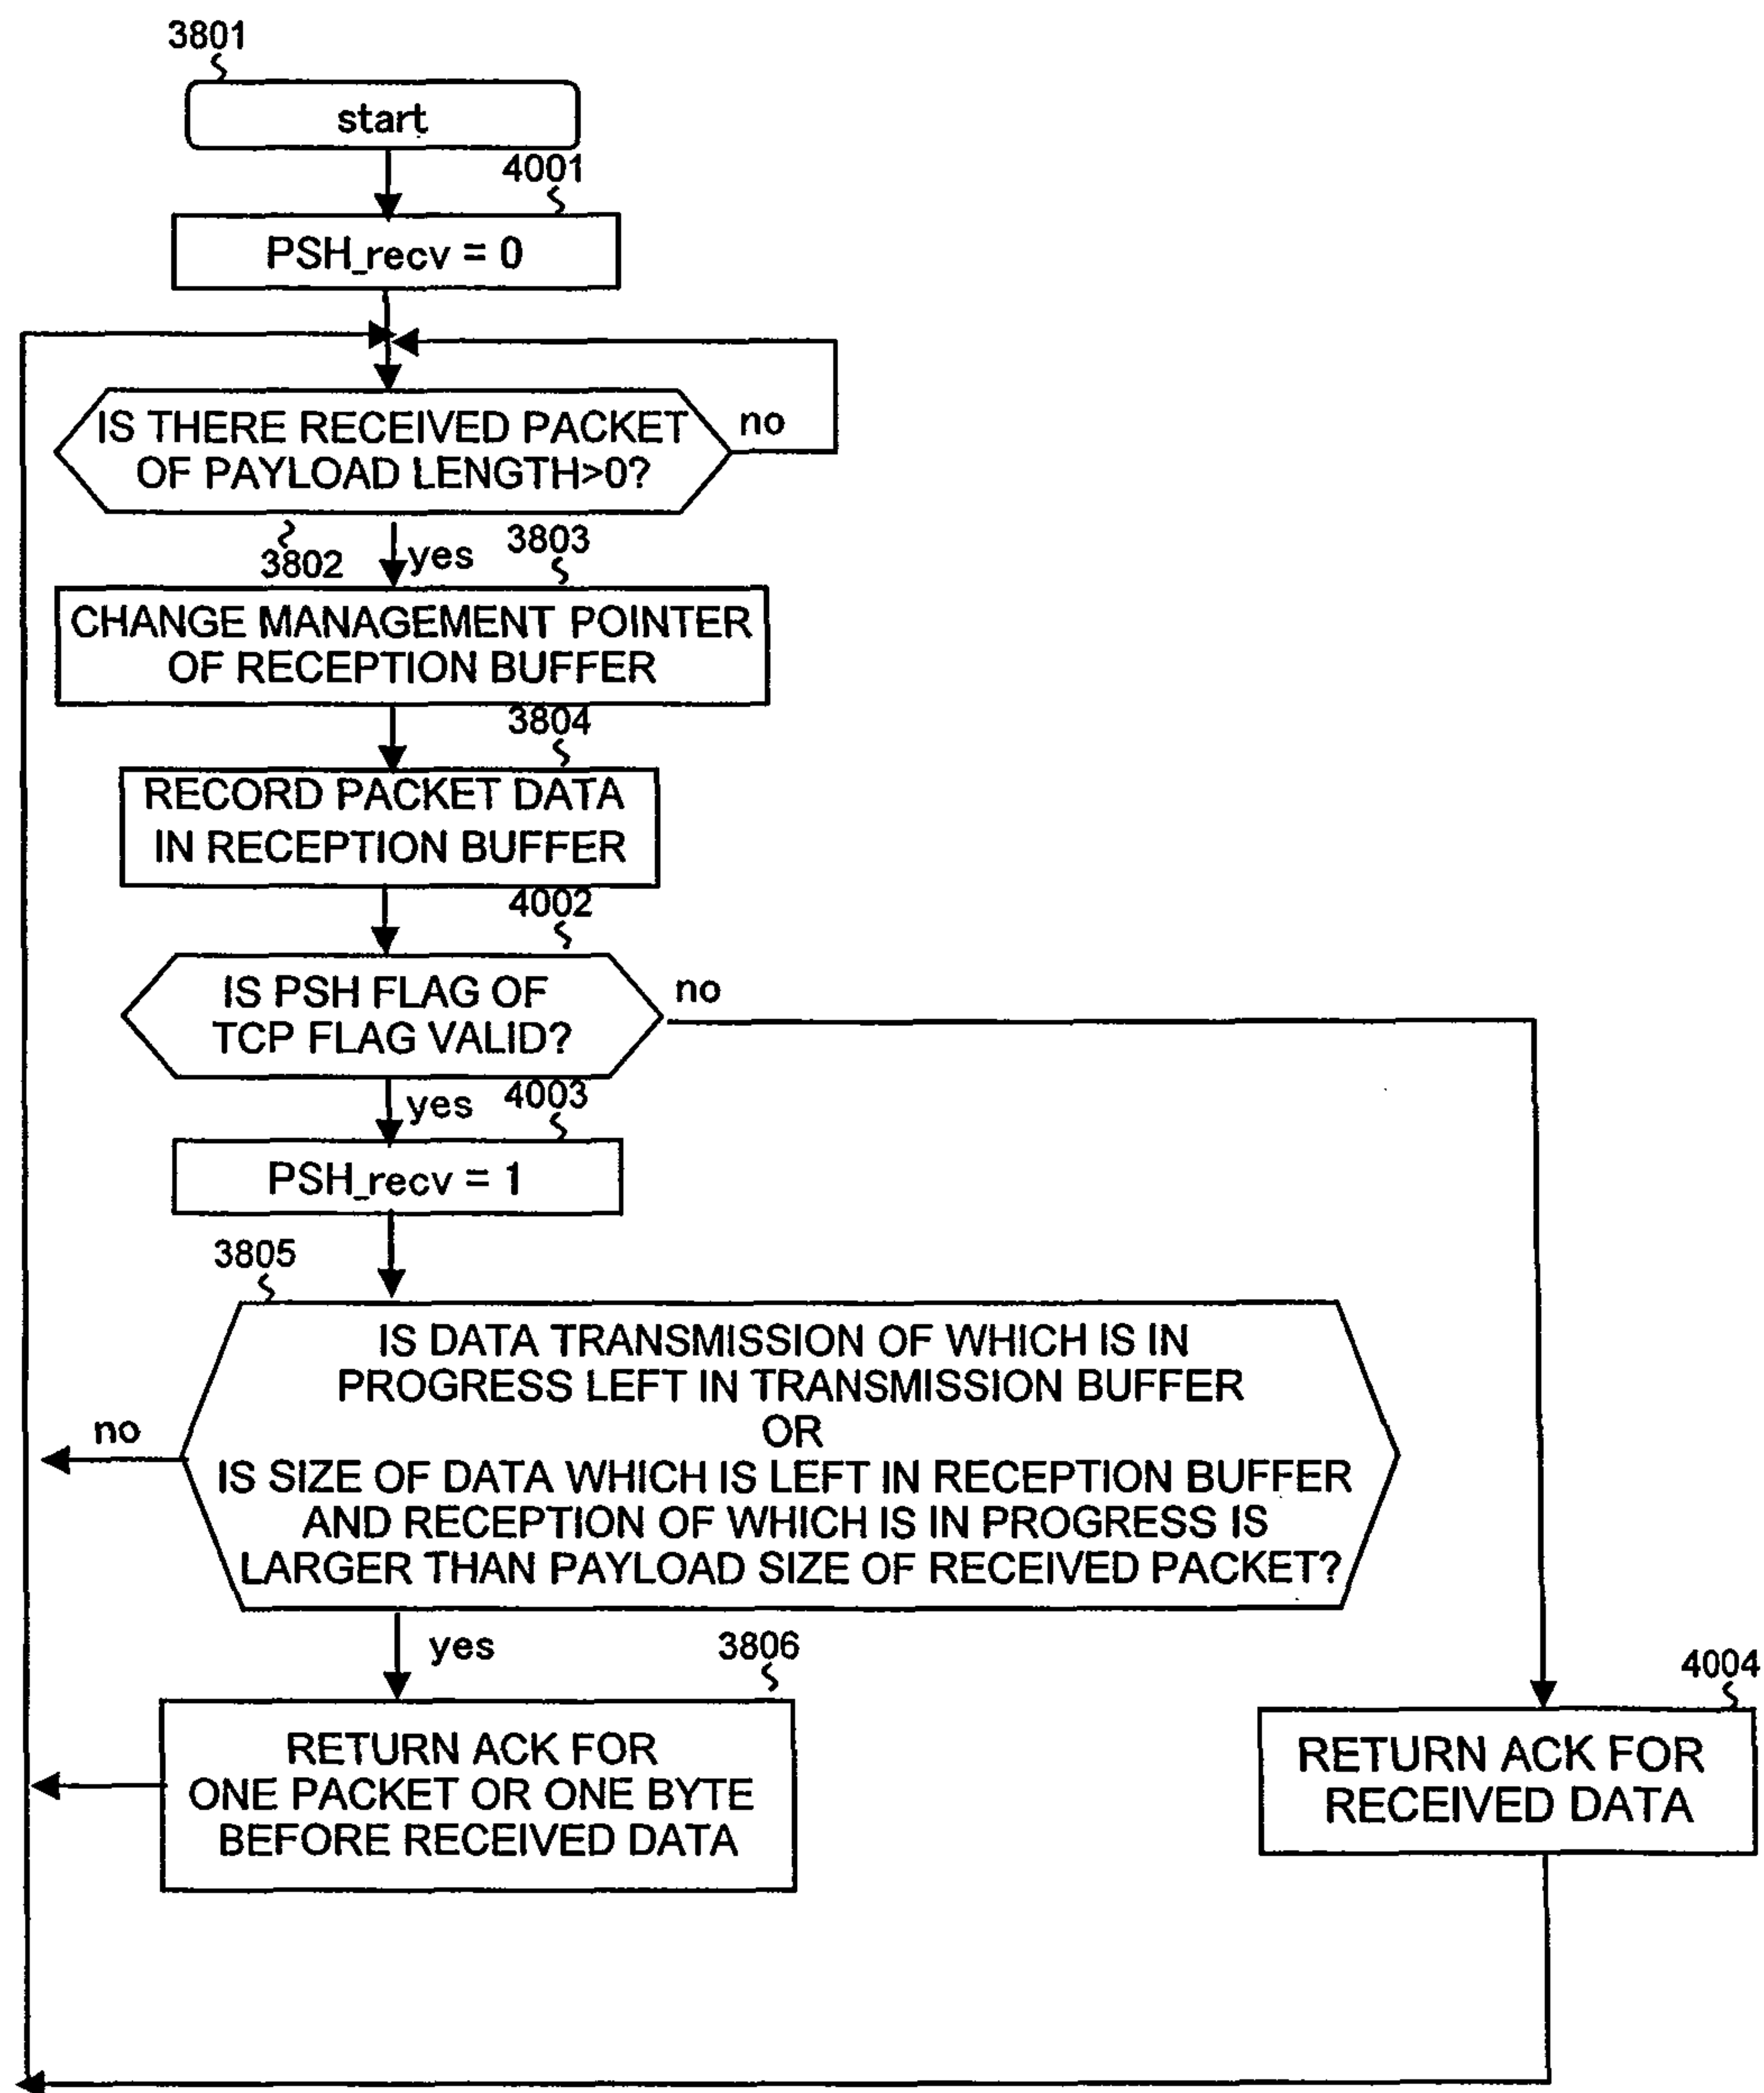 3801
start
4001
PSH_recv = 0
IS THERE RECEIVED PACKET
OF PAYLOAD LENGTH>0?
no
3802
yes
3803
CHANGE MANAGEMENT POINTER
OF RECEPTION BUFFER
3804
RECORD PACKET DATA
IN RECEPTION BUFFER
4002
IS PSH FLAG OF
TCP FLAG VALID?
no
yes
4003
PSH_recv = 1
3805
IS DATA TRANSMISSION OF WHICH IS IN
PROGRESS LEFT IN TRANSMISSION BUFFER
OR
IS SIZE OF DATA WHICH IS LEFT IN RECEPTION BUFFER
AND RECEPTION OF WHICH IS IN PROGRESS IS
LARGER THAN PAYLOAD SIZE OF RECEIVED PACKET?
no
yes
3806
RETURN ACK FOR
ONE PACKET OR ONE BYTE
BEFORE RECEIVED DATA
4004
RETURN ACK FOR
RECEIVED DATA